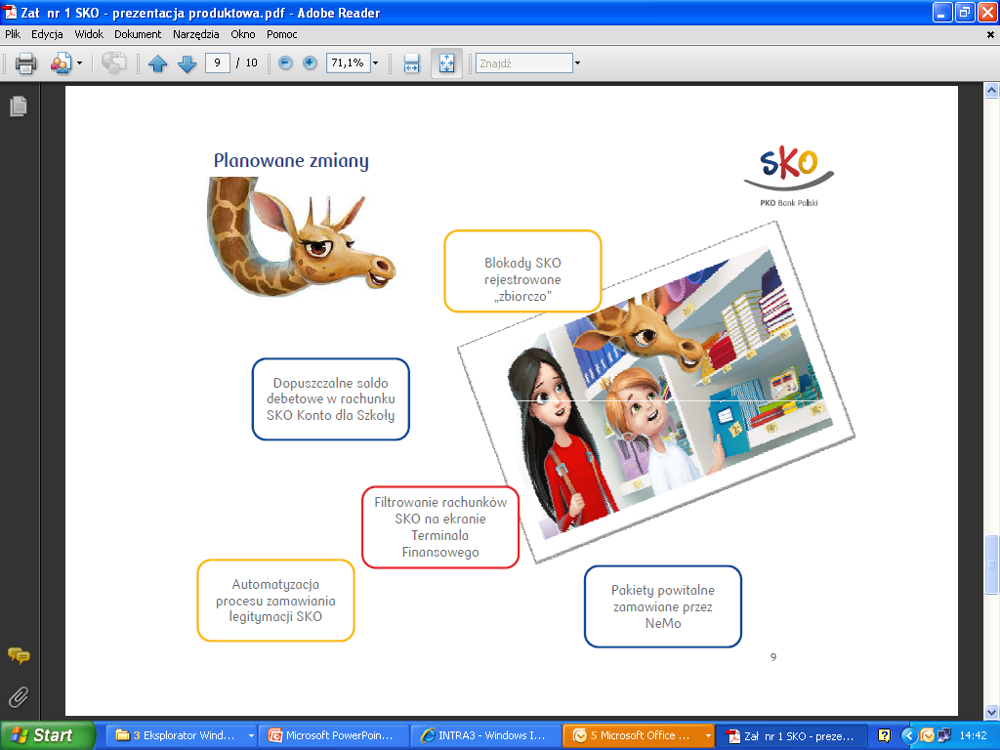 Zał nr 1 SKO - prezentacja produktowa.pdf - Adobe Reader
Plik Edycja Widok Dokument Narzędzia Okno Pomoc
9 / 10 71,1% Znajdź
Planowane zmiany
SKO
PKO Bank Polski
Blokady SKO
rejestrowane
„zbiorczo”
Dopuszczalne saldo
debetowe w rachunku
SKO Konto dla Szkoły
Filtrowanie rachunków
SKO na ekranie
Terminala
Finansowego
Automatyzacja
procesu zamawiania
legitymacji SKO
Pakiety powitalne
zamawiane przez
NeMo
9
Start 3 Eksplorator Wind... Microsoft PowerPoin... INTRA3 - Windows I... 5 Microsoft Office ... Zał nr 1 SKO - preze... 14:42